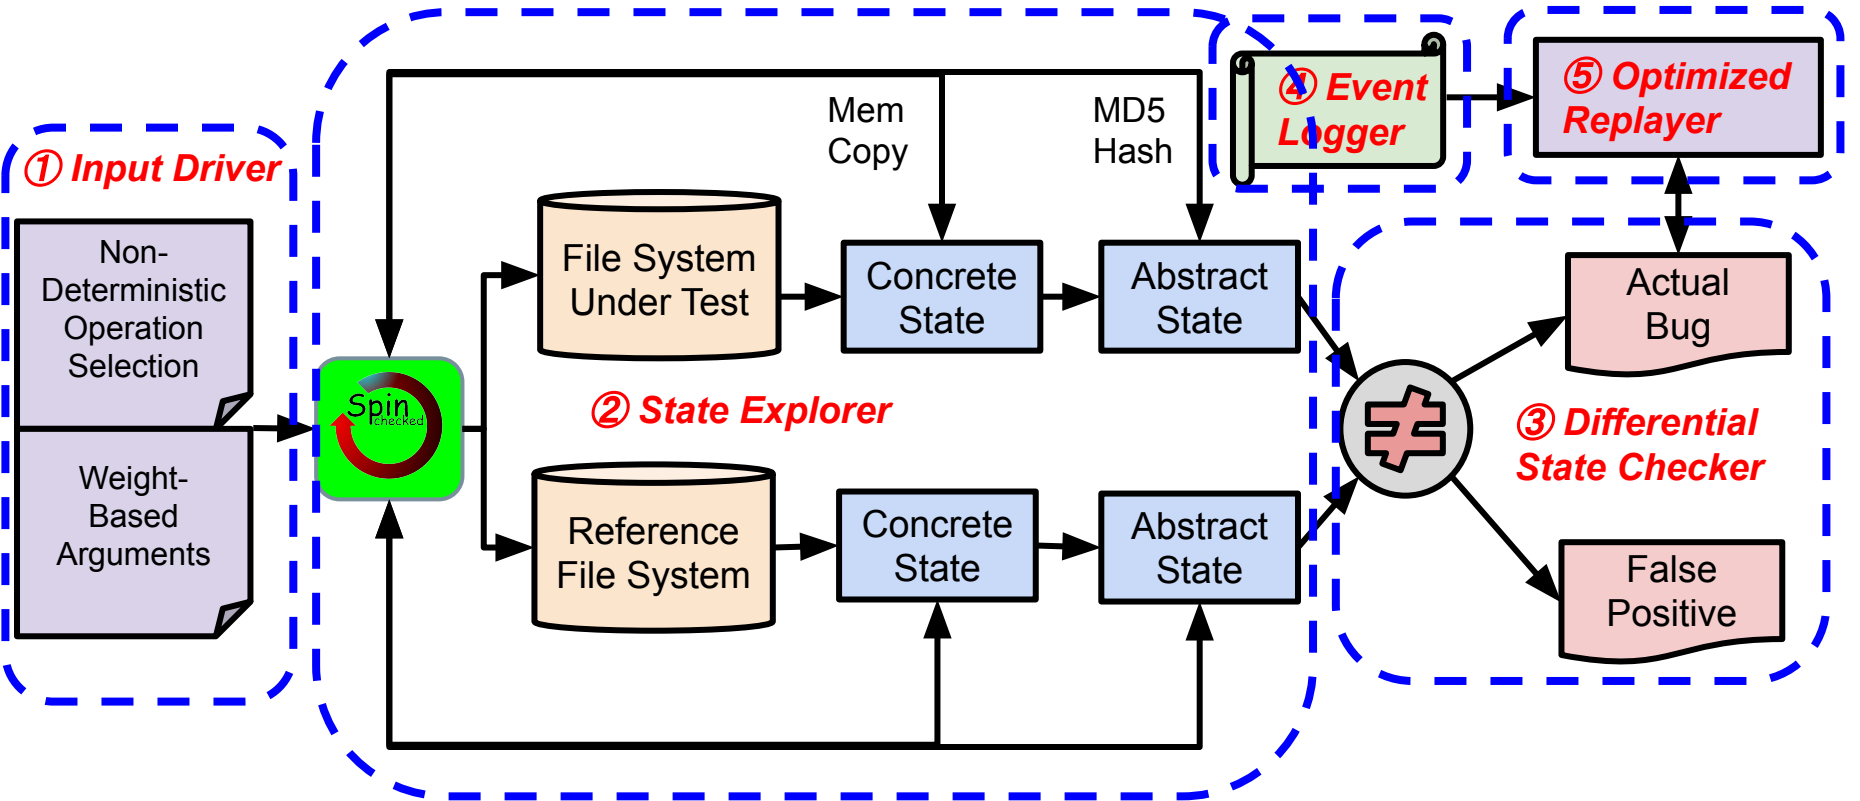 ① Input Driver
Non-
Deterministic
Operation
Selection
Weight-
Based
Arguments
Spin
checked
② State Explorer
Mem
Copy
MD5
Hash
File System
Under Test
Concrete
State
Abstract
State
Reference
File System
Concrete
State
Abstract
State
④ Event
Logger
⑤ Optimized
Replayer
Actual
Bug
③ Differential
State Checker
False
Positive